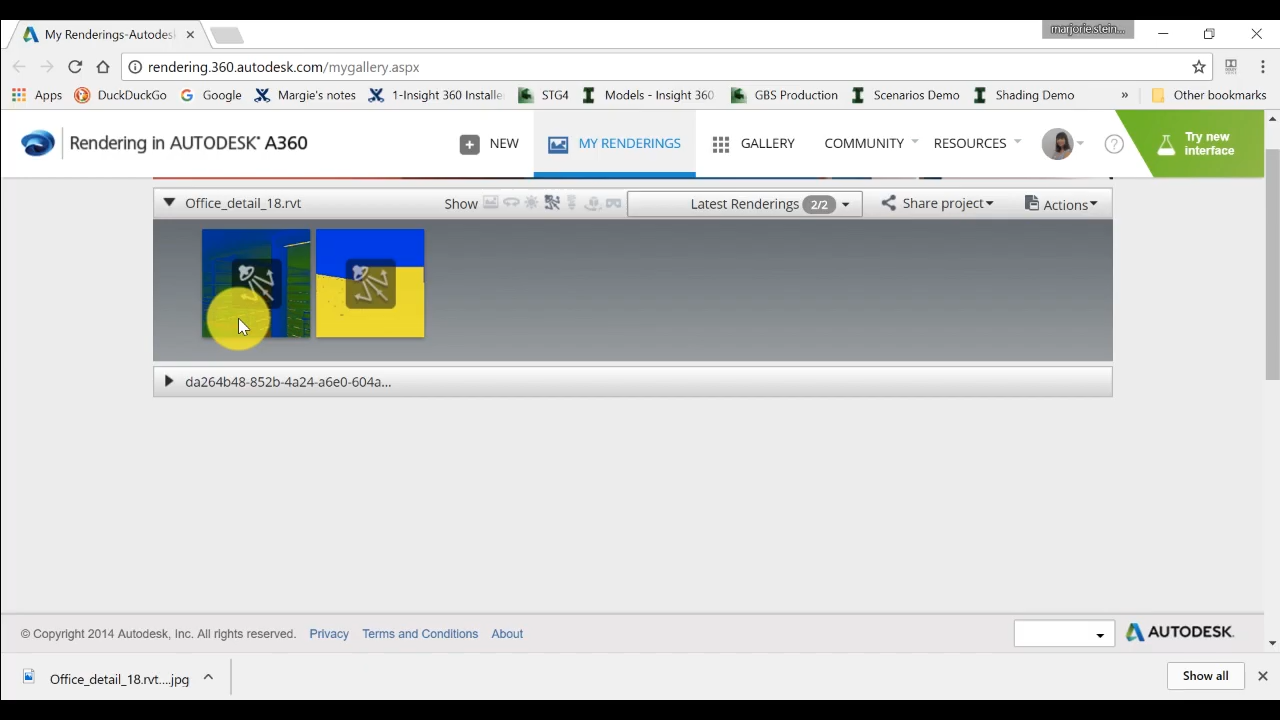 marjorie.stein...
My Renderings-Autodes
rendering.360.autodesk.com/mygallery.aspx
Apps DuckDuckGo Google Margie's notes 1-Insight 360 Installe STG4 Models - Insight 360 GBS Production Scenarios Demo Shading Demo » Other bookmarks
Rendering in AUTODESK® A360 NEW MY RENDERINGS GALLERY COMMUNITY RESOURCES ? Try new
interface
Office_detail_18.rvt Show Latest Renderings 2/2 Share project Actions
da264b48-852b-4a24-a6e0-604a...
© Copyright 2014 Autodesk, Inc. All rights reserved. Privacy Terms and Conditions About AUTODESK.
Office_detail_18.rvt....jpg Show all